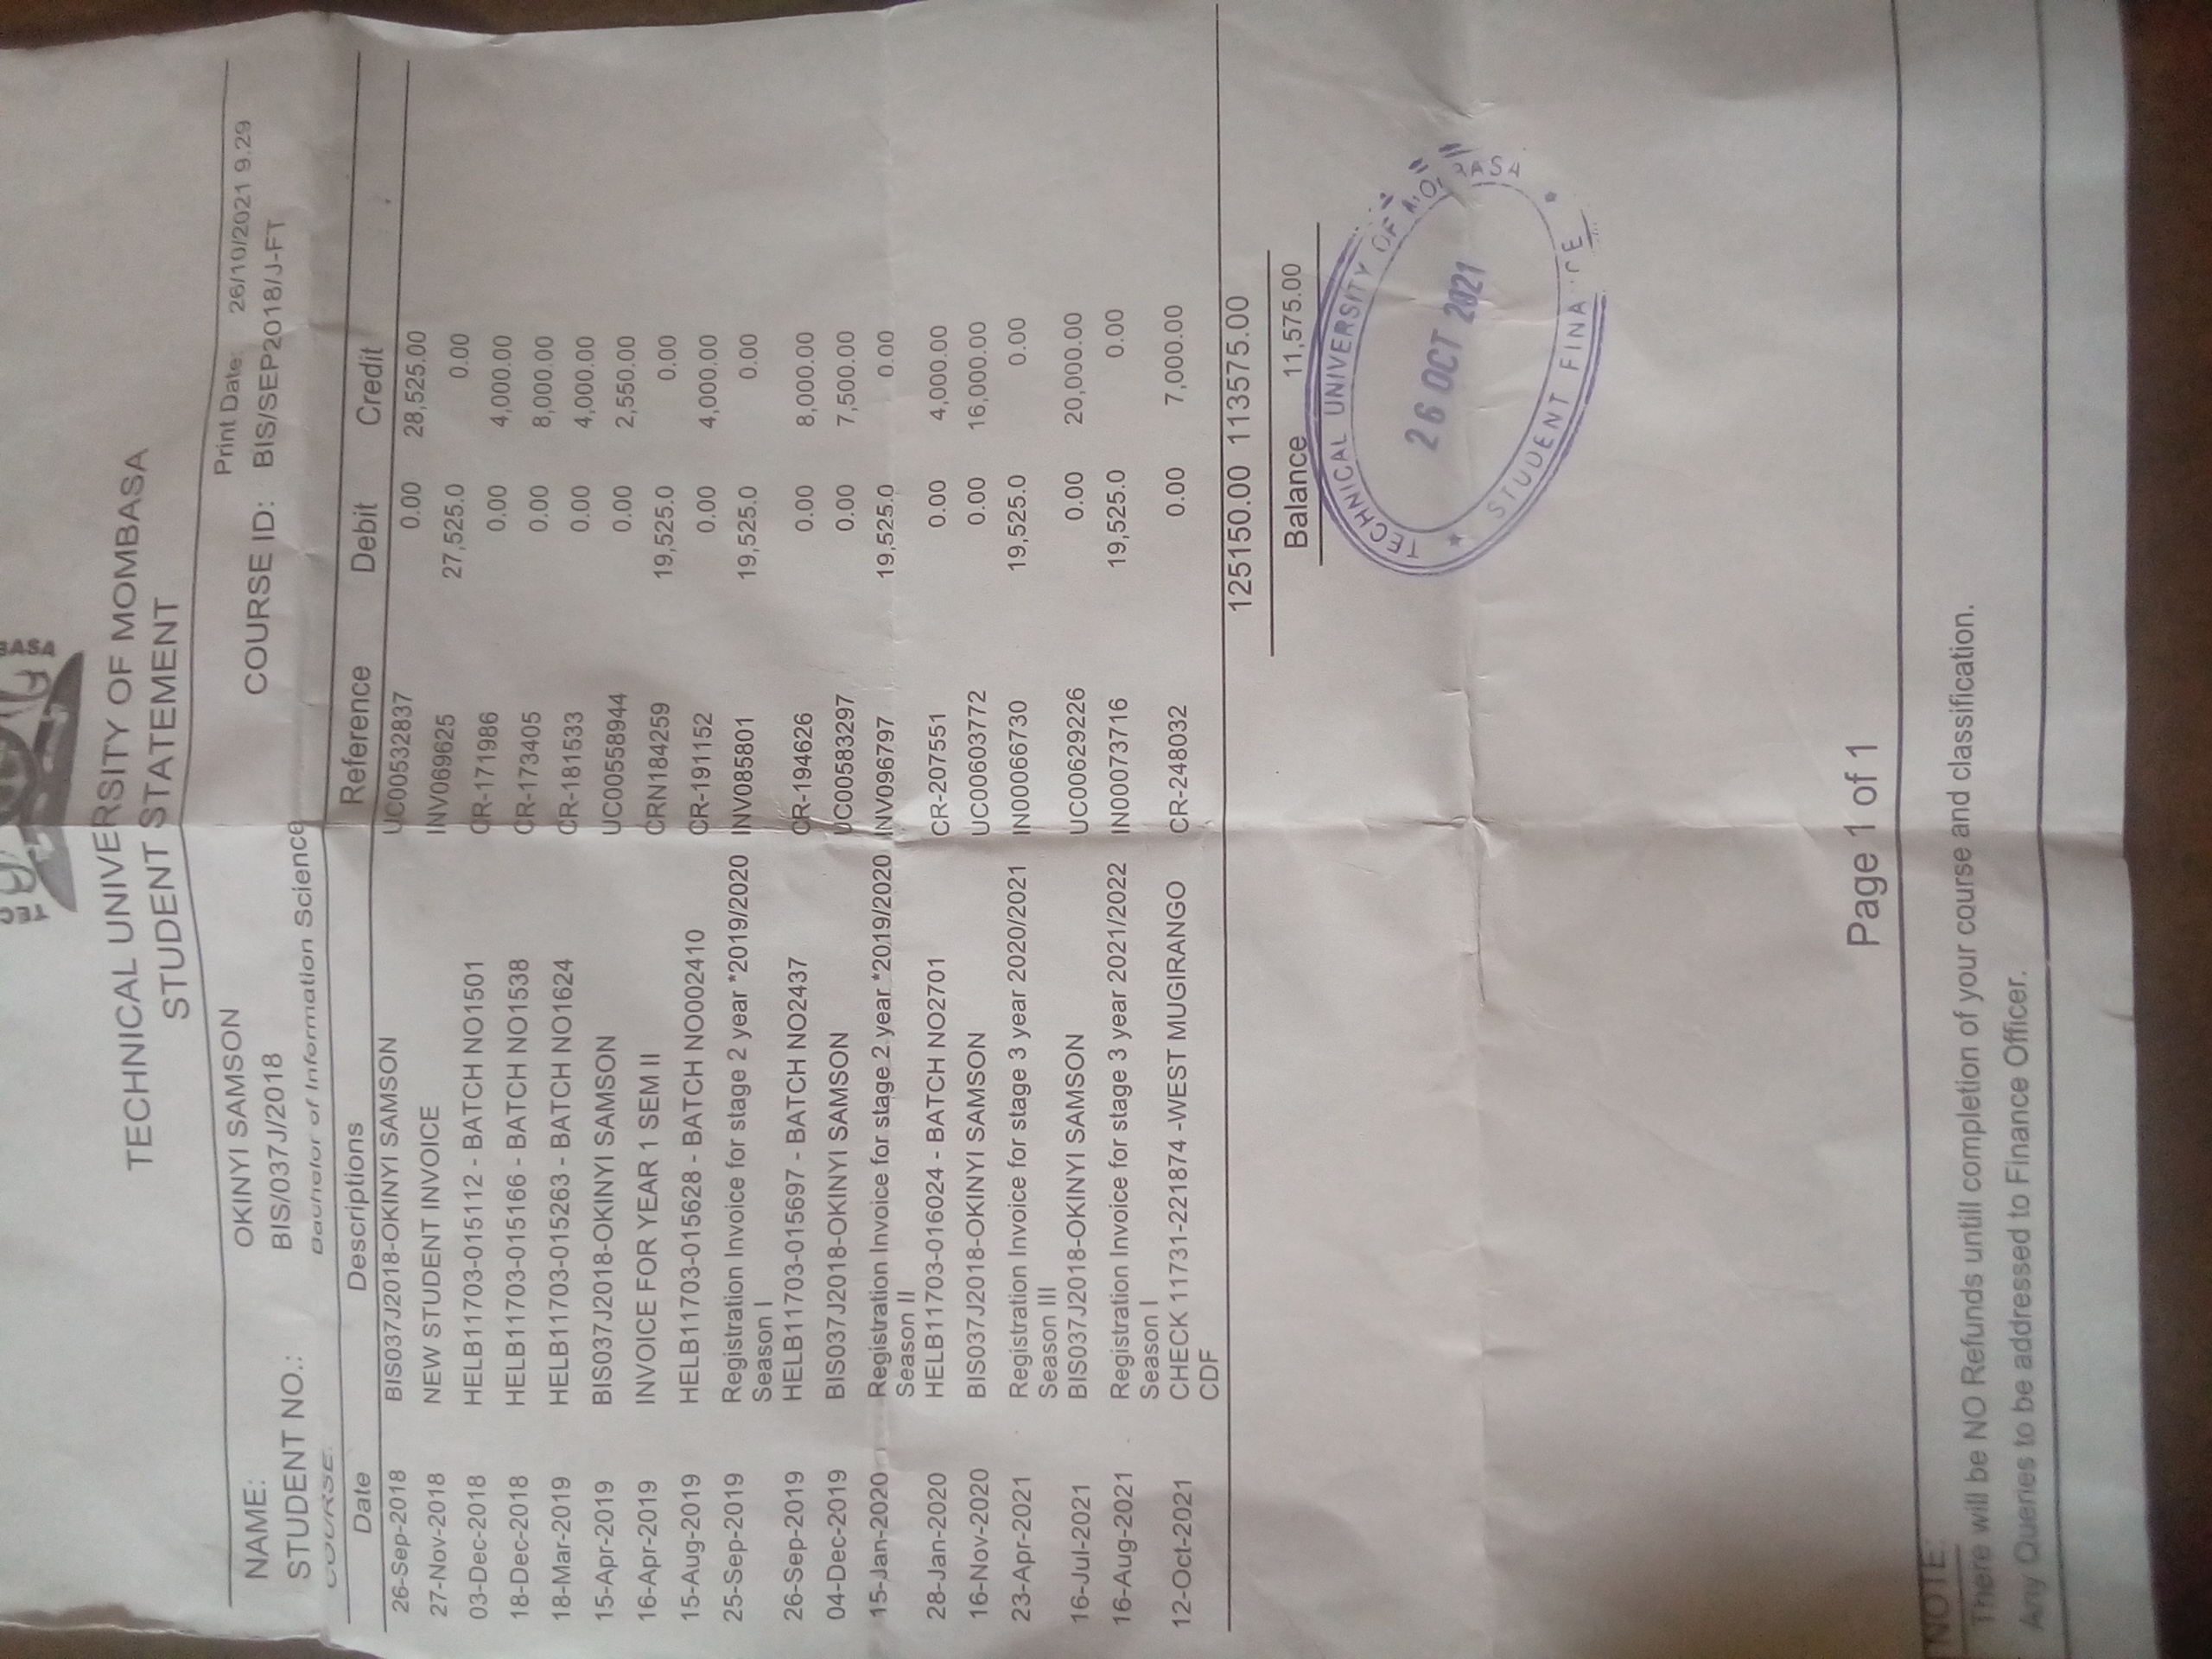 BASA
TECHNICAL UNIVERSITY OF MOMBASA
STUDENT STATEMENT
Print Date: 26/10/2021 9.29
NAME: OKINYI SAMSON
STUDENT NO.: BIS/037J/2018 COURSE ID: BIS/SEP2018/J-FT
COURSE: Bachelor of Information Science
Date Descriptions Reference Debit Credit
26-Sep-2018 BIS037J2018-OKINYI SAMSON UC00532837 0.00 28,525.00
27-Nov-2018 NEW STUDENT INVOICE INV069625 27,525.0 0.00
03-Dec-2018 HELB11703-015112 - BATCH NO1501 CR-171986 0.00 4,000.00
18-Dec-2018 HELB11703-015166 - BATCH NO1538 CR-173405 0.00 8,000.00
18-Mar-2019 HELB11703-015263 - BATCH NO1624 CR-181533 0.00 4,000.00
15-Apr-2019 BIS037J2018-OKINYI SAMSON UC00558944 0.00 2,550.00
16-Apr-2019 INVOICE FOR YEAR 1 SEM II CRN184259 19,525.0 0.00
15-Aug-2019 HELB11703-015628 - BATCH NO002410 CR-191152 0.00 4,000.00
25-Sep-2019 Registration Invoice for stage 2 year *2019/2020 INV085801 19,525.0 0.00
Season I
26-Sep-2019 HELB11703-015697 - BATCH NO2437 CR-194626 0.00 8,000.00
04-Dec-2019 BIS037J2018-OKINYI SAMSON UC00583297 0.00 7,500.00
15-Jan-2020 Registration Invoice for stage 2 year *2019/2020 INV096797 19,525.0 0.00
Season II
28-Jan-2020 HELB11703-016024 - BATCH NO2701 CR-207551 0.00 4,000.00
16-Nov-2020 BIS037J2018-OKINYI SAMSON UC00603772 0.00 16,000.00
23-Apr-2021 Registration Invoice for stage 3 year 2020/2021 IN00066730 19,525.0 0.00
Season III
16-Jul-2021 BIS037J2018-OKINYI SAMSON UC00629226 0.00 20,000.00
16-Aug-2021 Registration Invoice for stage 3 year 2021/2022 IN00073716 19,525.0 0.00
Season I
12-Oct-2021 CHECK 11731-221874 -WEST MUGIRANGO CR-248032 0.00 7,000.00
CDF
125150.00 113575.00
Balance 11,575.00
TECHNICAL UNIVERSITY OF
26 OCT 2021
STUDENT
Page 1 of 1
NOTE:
There will be NO Refunds untill completion of your course and classification.
Any Queries to be addressed to Finance Officer.